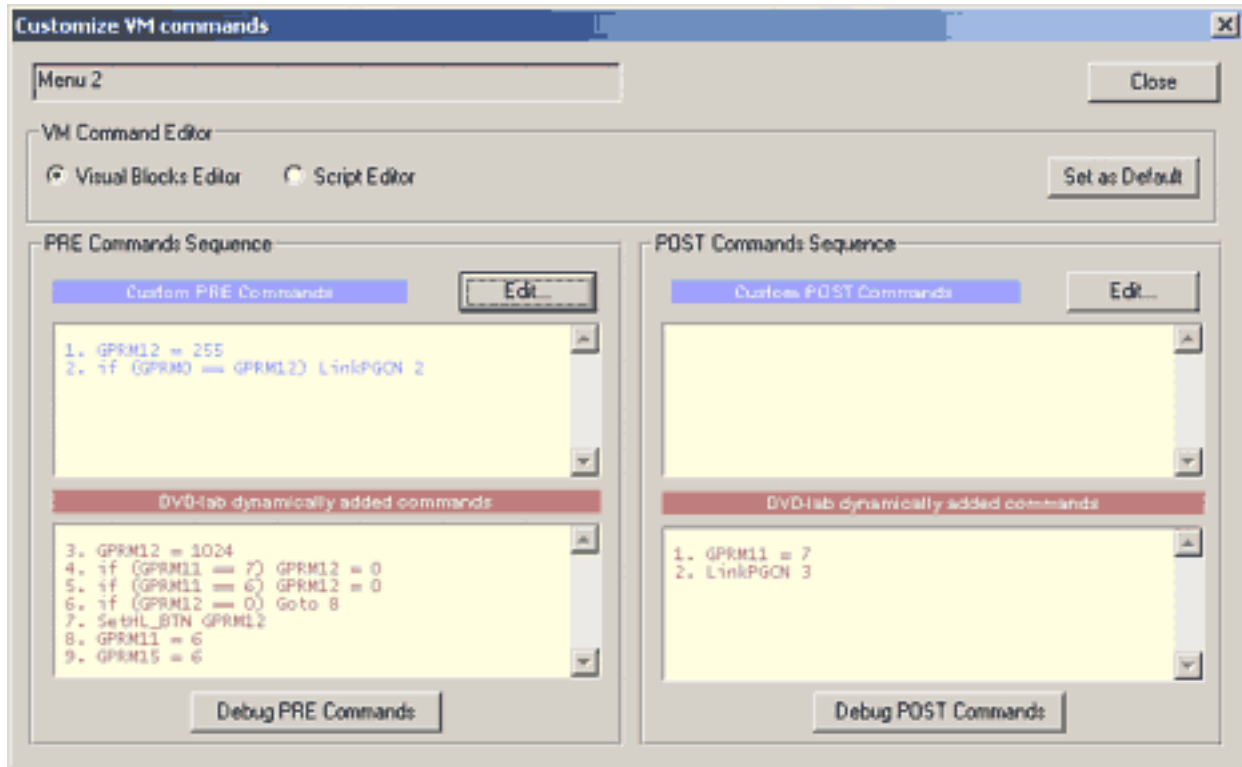 Customize VM commands
Menu 2
Close
VM Command Editor
Visual Blocks Editor
Script Editor
Set as Default
PRE Commands Sequence
Custom PRE Commands
Edit...
1. GPRM12 = 255
2. if (GPRM0 == GPRM12) LinkPGCN 2
DVD-lab dynamically added commands
3. GPRM12 = 1024
4. if (GPRM11 == 7) GPRM12 = 0
5. if (GPRM11 == 6) GPRM12 = 0
6. if (GPRM12 == 0) Goto 8
7. SetHL_BTN GPRM12
8. GPRM11 = 6
9. GPRM15 = 6
Debug PRE Commands
POST Commands Sequence
Custom POST Commands
Edit...
DVD-lab dynamically added commands
1. GPRM11 = 7
2. LinkPGCN 3
Debug POST Commands